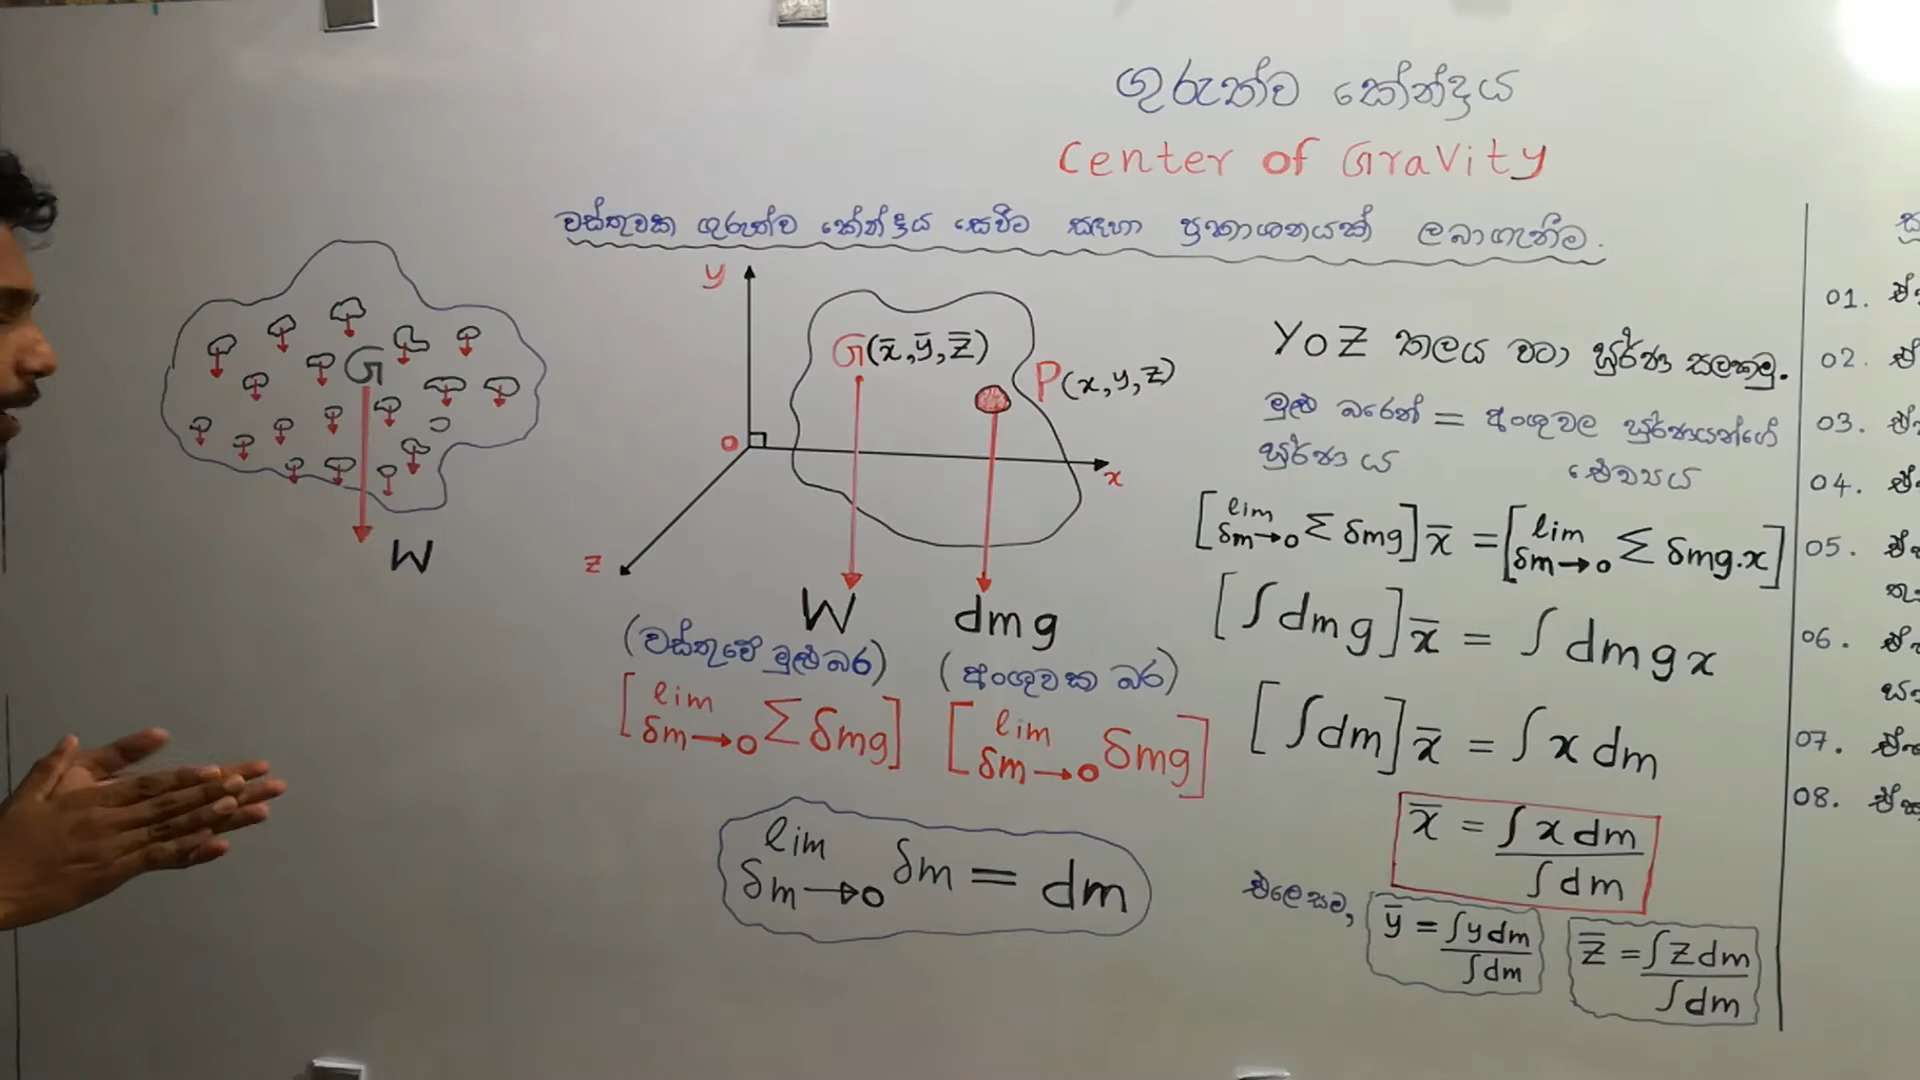 ගුරුත්ව කේන්ද්‍රය
Center of Gravity
වස්තුවක ගුරුත්ව කේන්ද්‍රය සෙවීම සඳහා ප්‍රකාශනයක් ලබාගැනීම.
G
W
y
G(x̄, ȳ, z̄)
P(x, y, z)
o
x
z
W
dmg
(වස්තුවේ මුළු බර)
(අංශුවක බර)
[lim δm→0 Σ δmg]
[lim δm→0 δmg]
lim δm→0 δm = dm
YOZ තලය වටා ඝූර්ණ සලකමු.
මුළු බරෙහි ඝූර්ණය = අංශුවල ඝූර්ණයන්ගේ ඓක්‍යය
[lim δm→0 Σ δmg] x̄ = [lim δm→0 Σ δmg.x]
[∫dmg] x̄ = ∫dmgx
[∫dm] x̄ = ∫x dm
x̄ = ∫x dm / ∫dm
එලෙසම,
ȳ = ∫y dm / ∫dm
z̄ = ∫z dm / ∫dm
01.
02.
03.
04.
05.
06.
07.
08.